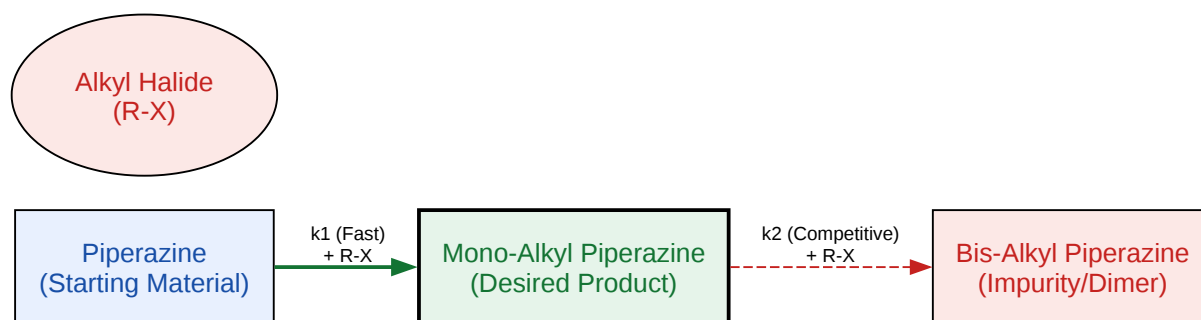 Alkyl Halide
(R-X)
Piperazine
(Starting Material)
k1 (Fast)
+ R-X
Mono-Alkyl Piperazine
(Desired Product)
k2 (Competitive)
+ R-X
Bis-Alkyl Piperazine
(Impurity/Dimer)